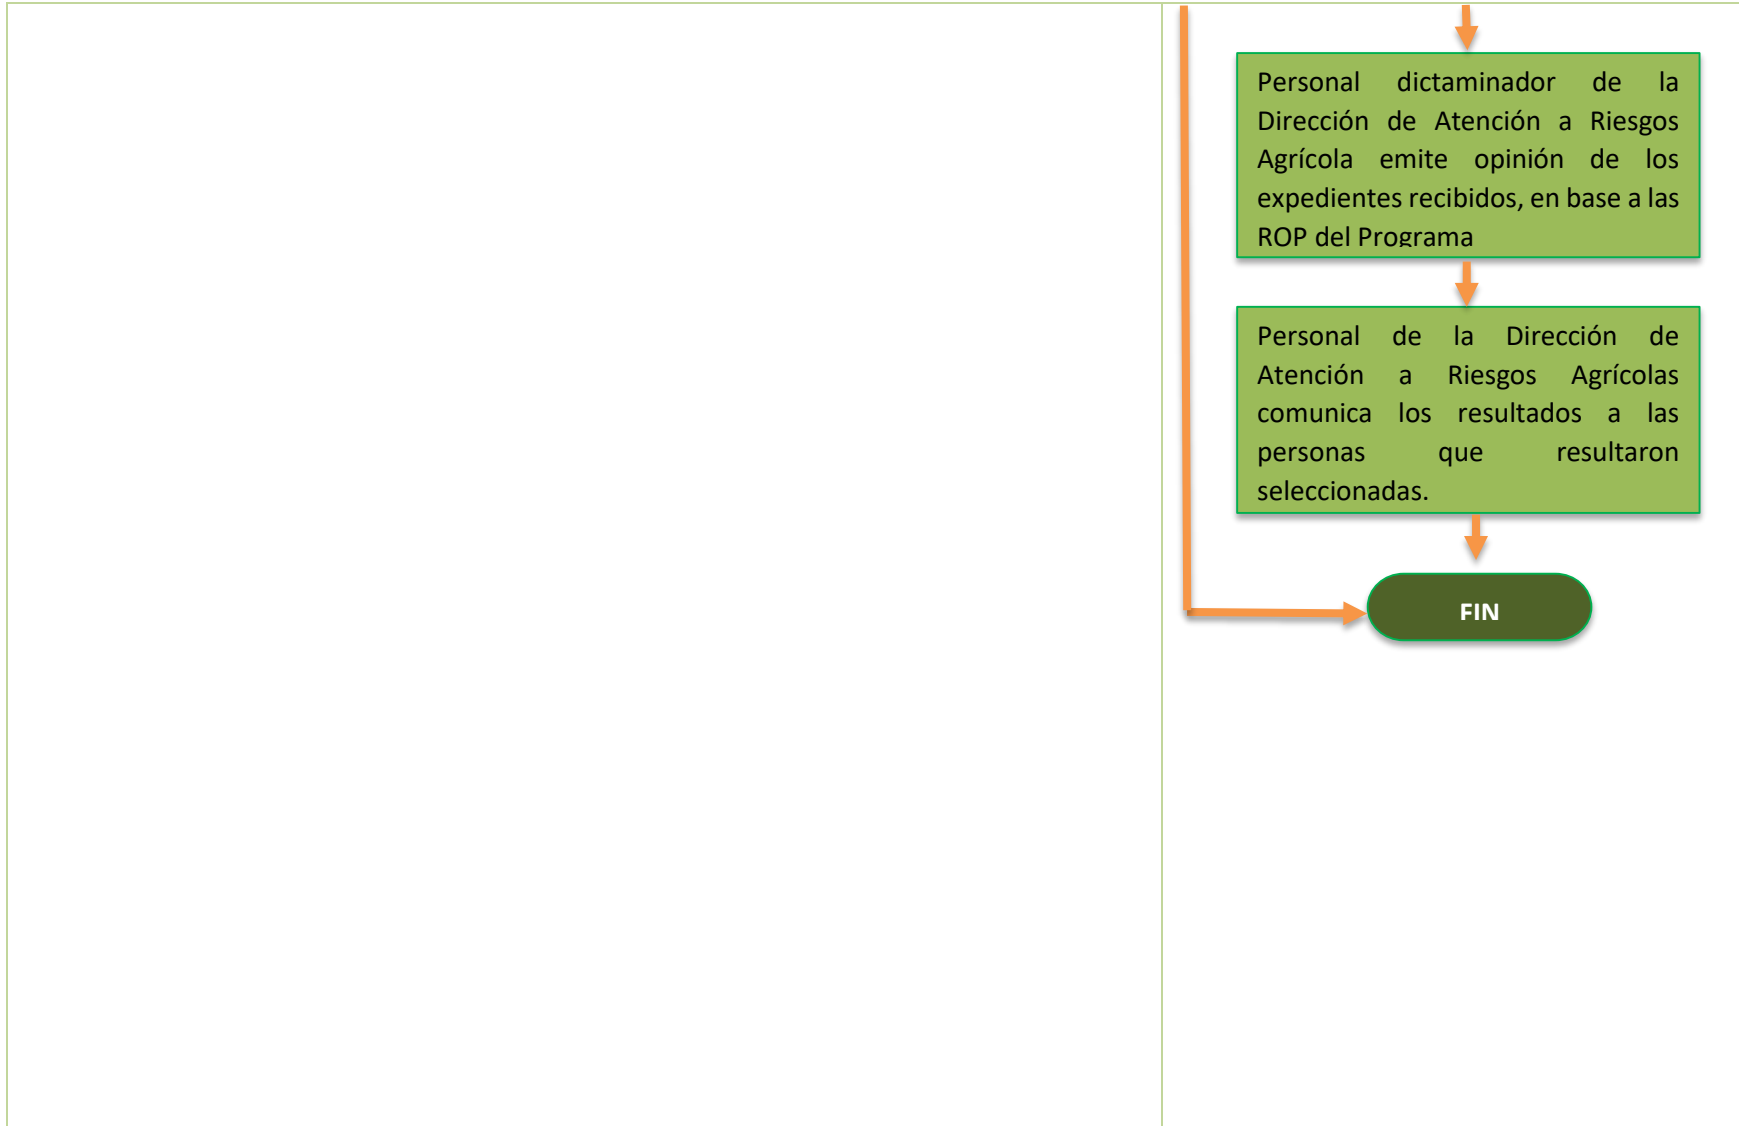 Personal dictaminador de la
Dirección de Atención a Riesgos
Agrícola emite opinión de los
expedientes recibidos, en base a las
ROP del Programa
Personal de la Dirección de
Atención a Riesgos Agrícolas
comunica los resultados a las
personas que resultaron
seleccionadas.
FIN